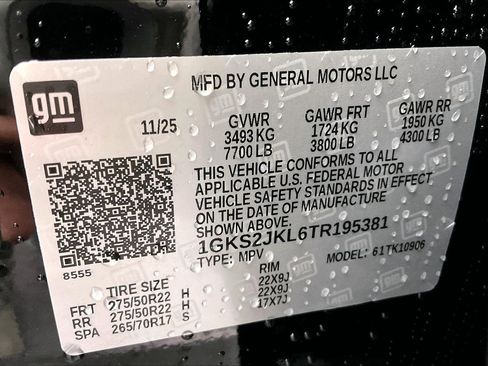 gm
MFD BY GENERAL MOTORS LLC
11/25
GVWR GAWR FRT GAWR RR
3493 KG 1724 KG 1950 KG
7700 LB 3800 LB 4300 LB
THIS VEHICLE CONFORMS TO ALL
APPLICABLE U.S. FEDERAL MOTOR
VEHICLE SAFETY STANDARDS IN EFFECT
ON THE DATE OF MANUFACTURE
SHOWN ABOVE.
1GKS2JKL6TR195381
TYPE: MPV MODEL: 61TK10906
8555
TIRE SIZE RIM
FRT 275/50R22 H 22X9J
RR 275/50R22 H 22X9J
SPA 265/70R17 S 17X7J